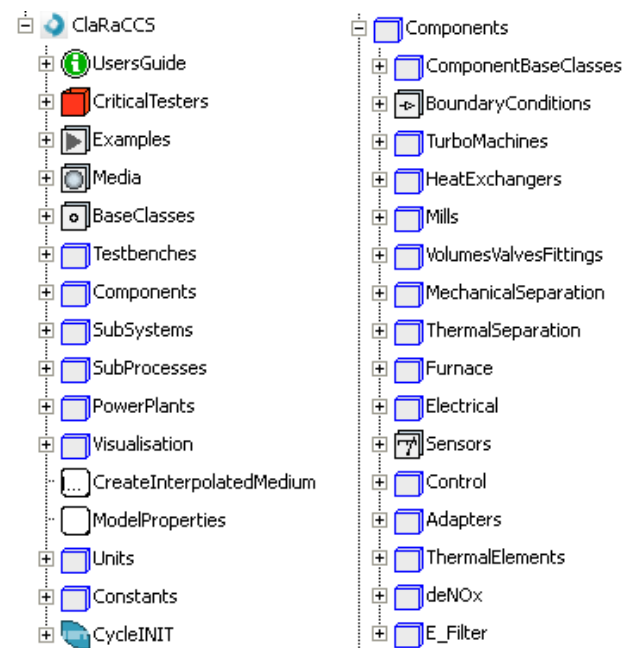 ClaRaCCS
UsersGuide
CriticalTesters
Examples
Media
BaseClasses
Testbenches
Components
SubSystems
SubProcesses
PowerPlants
Visualisation
CreateInterpolatedMedium
ModelProperties
Units
Constants
CycleINIT
Components
ComponentBaseClasses
BoundaryConditions
TurboMachines
HeatExchangers
Mills
VolumesValvesFittings
MechanicalSeparation
ThermalSeparation
Furnace
Electrical
Sensors
Control
Adapters
ThermalElements
deNOx
E_Filter